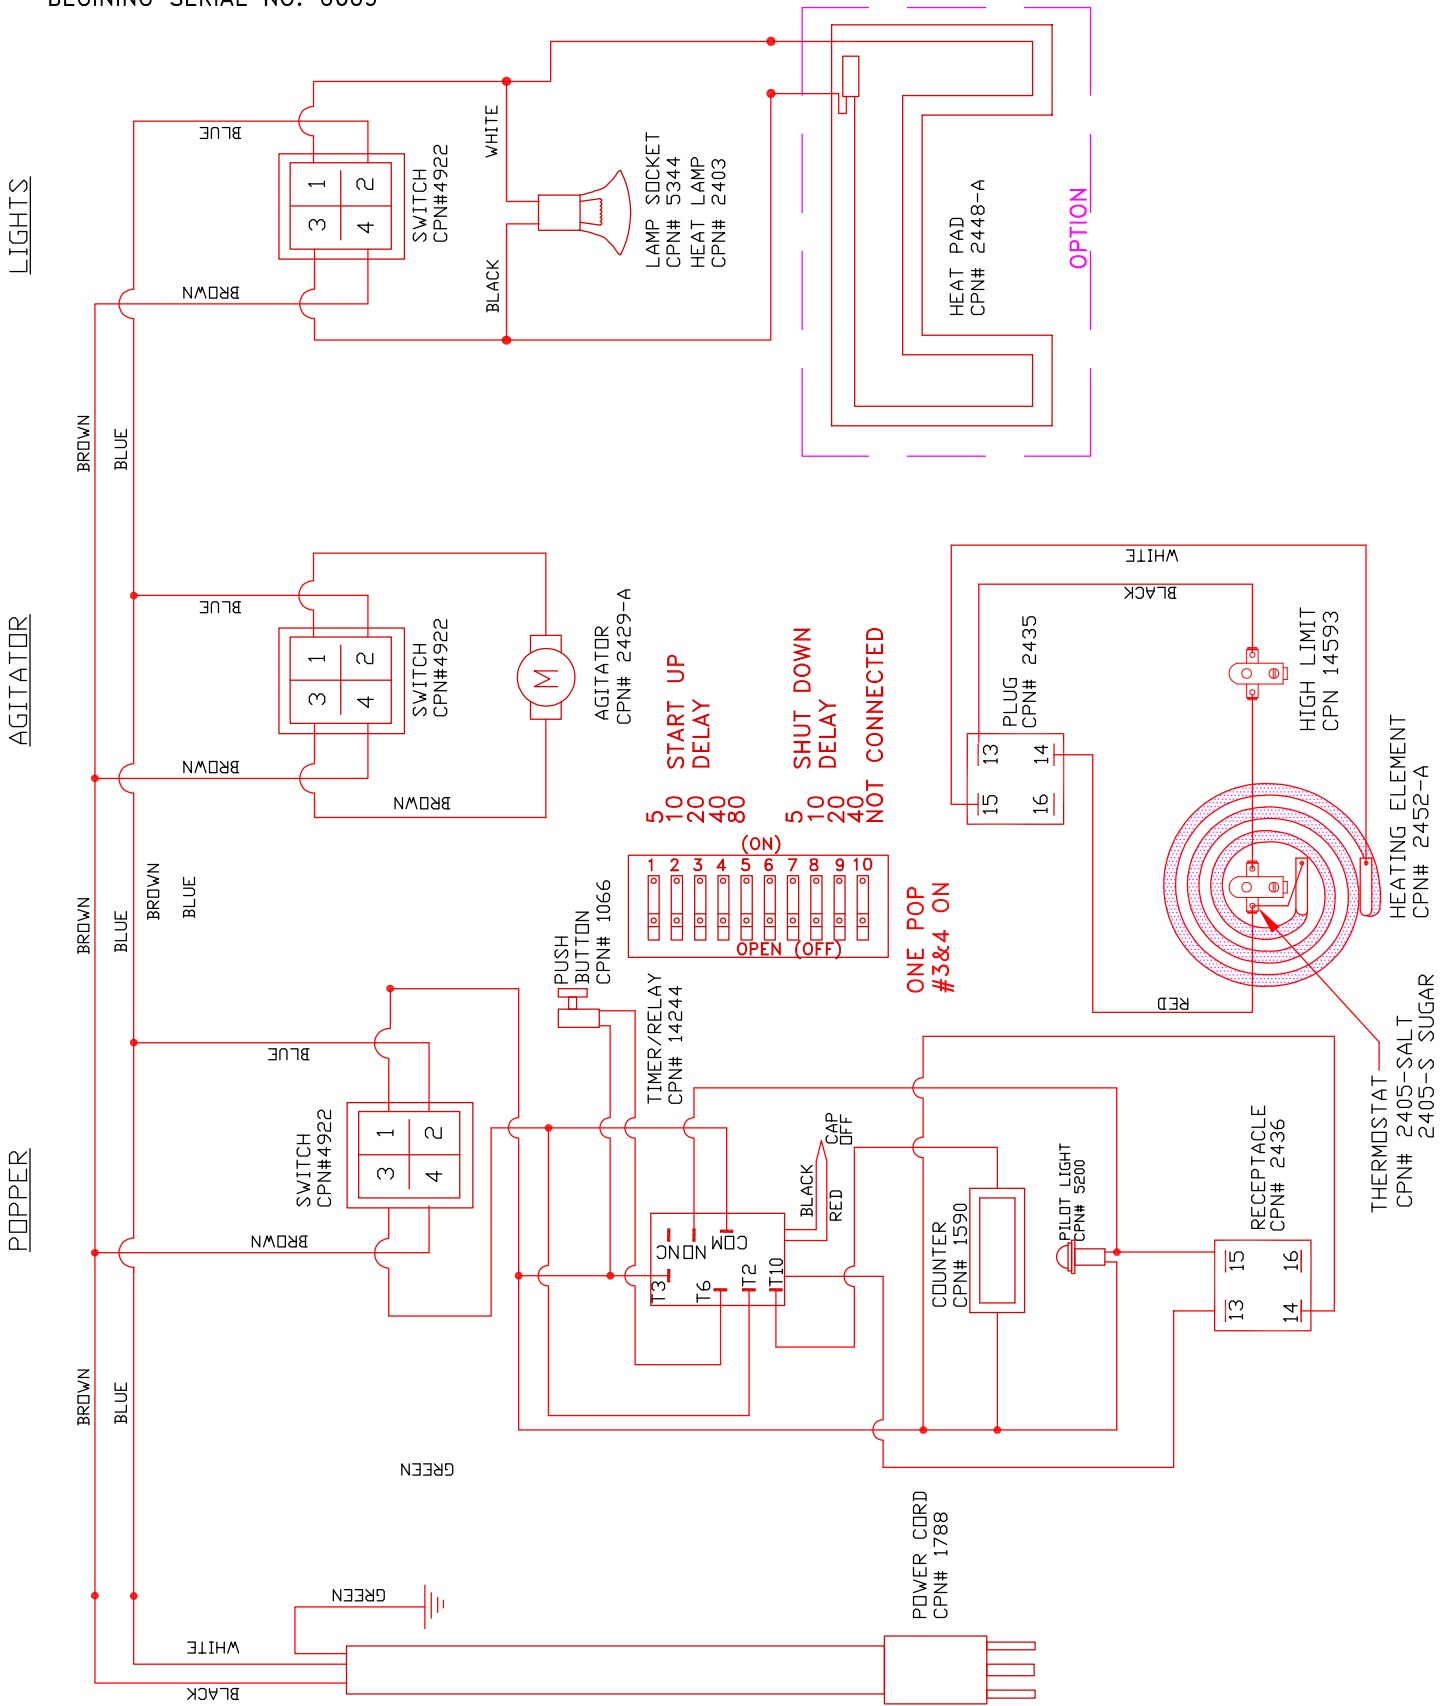 BEGINING SERIAL NO. 6085
LIGHTS
BLUE
BROWN
1
2
3
4
SWITCH
CPN#4922
WHITE
BLACK
LAMP SOCKET
CPN# 5344
HEAT LAMP
CPN# 2403
HEAT PAD
CPN# 2448-A
OPTION
BROWN
BLUE
AGITATOR
BLUE
BROWN
1
2
3
4
SWITCH
CPN#4922
BROWN
M
AGITATOR
CPN# 2429-A
BROWN
BLUE
BROWN
BLUE
5
10
20
40
80
START UP
DELAY
5
10
20
40
SHUT DOWN
DELAY
NOT CONNECTED
(ON)
1 2 3 4 5 6 7 8 9 10
OPEN (OFF)
ONE POP
#3&4 ON
WHITE
BLACK
PLUG
CPN# 2435
13
14
15
16
HIGH LIMIT
CPN 14593
HEATING ELEMENT
CPN# 2452-A
RED
THERMOSTAT
CPN# 2405-SALT
2405-S SUGAR
POPPER
BLUE
BROWN
SWITCH
CPN#4922
1
2
3
4
PUSH
BUTTON
CPN# 1066
TIMER/RELAY
CPN# 14244
T3
NC
NO
COM
T6
T2
T10
BLACK
RED
CAP
OFF
COUNTER
CPN# 1590
PILOT LIGHT
CPN# 5200
RECEPTACLE
CPN# 2436
15
16
13
14
BROWN
BLUE
GREEN
GREEN
WHITE
BLACK
POWER CORD
CPN# 1788